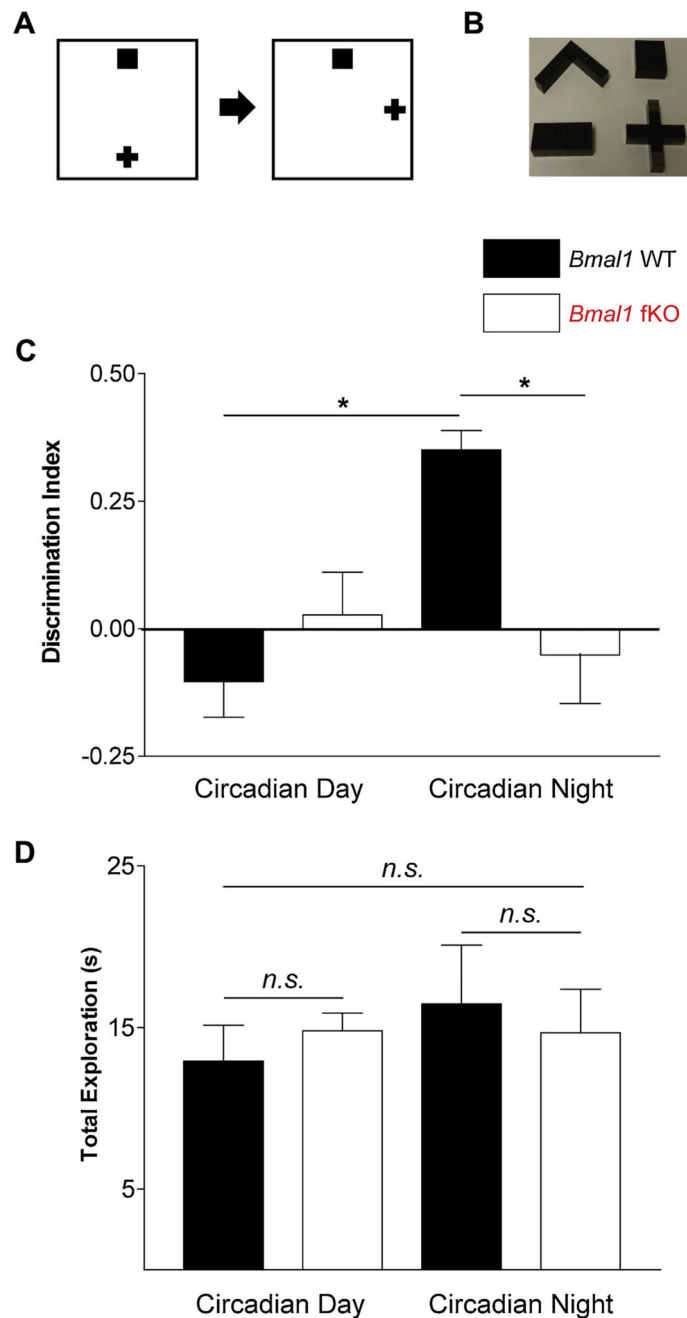 A
B
Bmal1 WT
Bmal1 fKO
C
0.50
*
*
0.25
Discrimination Index
0.00
-0.25
Circadian Day Circadian Night
D
25
n.s.
n.s.
n.s.
15
Total Exploration (s)
5
Circadian Day Circadian Night